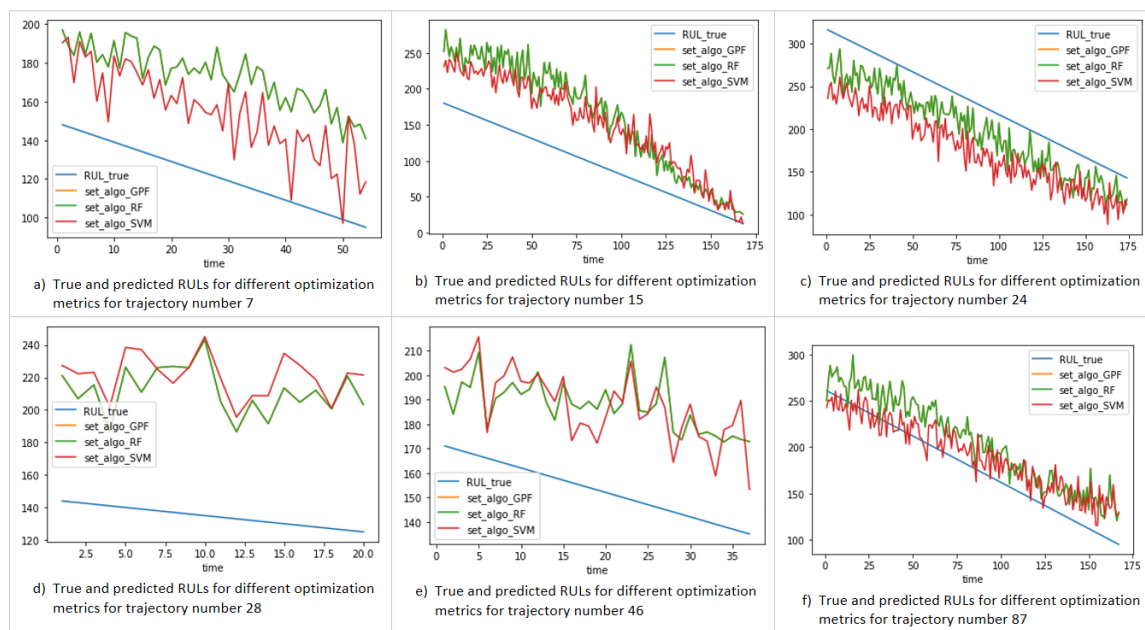 200
180
160
140
120
100
RUL_true
set_algo_GPF
set_algo_RF
set_algo_SVM
0 10 20 30 40 50
time
a) True and predicted RULs for different optimization
metrics for trajectory number 7
250
200
150
100
50
0
RUL_true
set_algo_GPF
set_algo_RF
set_algo_SVM
0 25 50 75 100 125 150 175
time
b) True and predicted RULs for different optimization
metrics for trajectory number 15
300
250
200
150
100
RUL_true
set_algo_GPF
set_algo_RF
set_algo_SVM
0 25 50 75 100 125 150 175
time
c) True and predicted RULs for different optimization
metrics for trajectory number 24
240
220
200
180
160
140
120
RUL_true
set_algo_GPF
set_algo_RF
set_algo_SVM
2.5 5.0 7.5 10.0 12.5 15.0 17.5 20.0
time
d) True and predicted RULs for different optimization
metrics for trajectory number 28
210
200
190
180
170
160
150
140
RUL_true
set_algo_GPF
set_algo_RF
set_algo_SVM
0 5 10 15 20 25 30 35
time
e) True and predicted RULs for different optimization
metrics for trajectory number 46
300
250
200
150
100
RUL_true
set_algo_GPF
set_algo_RF
set_algo_SVM
0 25 50 75 100 125 150 175
time
f) True and predicted RULs for different optimization
metrics for trajectory number
87